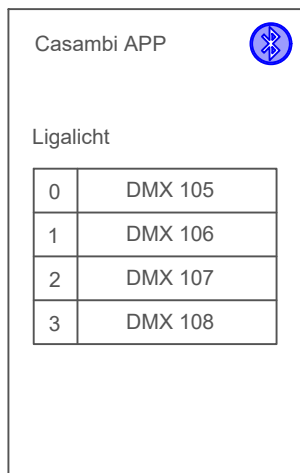 Casambi APP
Ligalicht
0 DMX 105
1 DMX 106
2 DMX 107
3 DMX 108